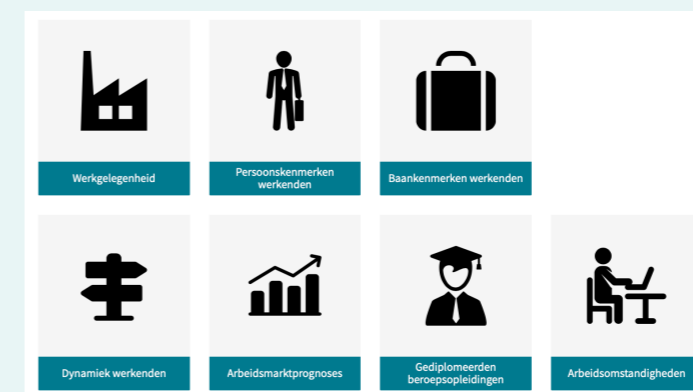 Werkgelegenheid
Persoonskenmerken
werkenden
Baankenmerken werkenden
Dynamiek werkenden
Arbeidsmarktprognoses
Gediplomeerden
beroepsopleidingen
Arbeidsomstandigheden